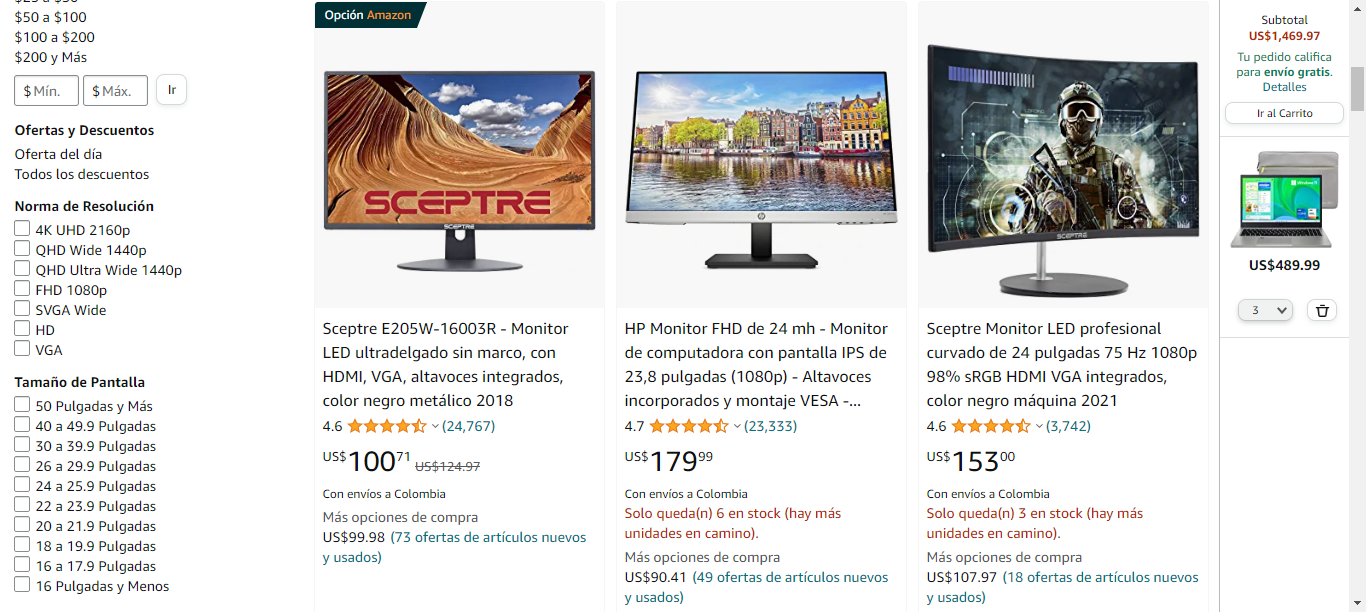 $25 a $50
$50 a $100
$100 a $200
$200 y Más
$ Mín.
$ Máx.
Ir
Ofertas y Descuentos
Oferta del día
Todos los descuentos
Norma de Resolución
4K UHD 2160p
QHD Wide 1440p
QHD Ultra Wide 1440p
FHD 1080p
SVGA Wide
HD
VGA
Tamaño de Pantalla
50 Pulgadas y Más
40 a 49.9 Pulgadas
30 a 39.9 Pulgadas
26 a 29.9 Pulgadas
24 a 25.9 Pulgadas
22 a 23.9 Pulgadas
20 a 21.9 Pulgadas
18 a 19.9 Pulgadas
16 a 17.9 Pulgadas
16 Pulgadas y Menos
Opción Amazon
SCEPTRE
SCEPTRE
Sceptre E205W-16003R - Monitor
LED ultradelgado sin marco, con
HDMI, VGA, altavoces integrados,
color negro metálico 2018
4.6 (24,767)
US$100.71 US$124.97
Con envíos a Colombia
Más opciones de compra
US$99.98 (73 ofertas de artículos nuevos
y usados)
hp
HP Monitor FHD de 24 mh - Monitor
de computadora con pantalla IPS de
23,8 pulgadas (1080p) - Altavoces
incorporados y montaje VESA -...
4.7 (23,333)
US$179.99
Con envíos a Colombia
Solo queda(n) 6 en stock (hay más
unidades en camino).
Más opciones de compra
US$90.41 (49 ofertas de artículos nuevos
y usados)
SCEPTRE
Sceptre Monitor LED profesional
curvado de 24 pulgadas 75 Hz 1080p
98% sRGB HDMI VGA integrados,
color negro máquina 2021
4.6 (3,742)
US$153.00
Con envíos a Colombia
Solo queda(n) 3 en stock (hay más
unidades en camino).
Más opciones de compra
US$107.97 (18 ofertas de artículos nuevos
y usados)
Subtotal
US$1,469.97
Tu pedido califica
para envío gratis.
Detalles
Ir al Carrito
US$489.99
3